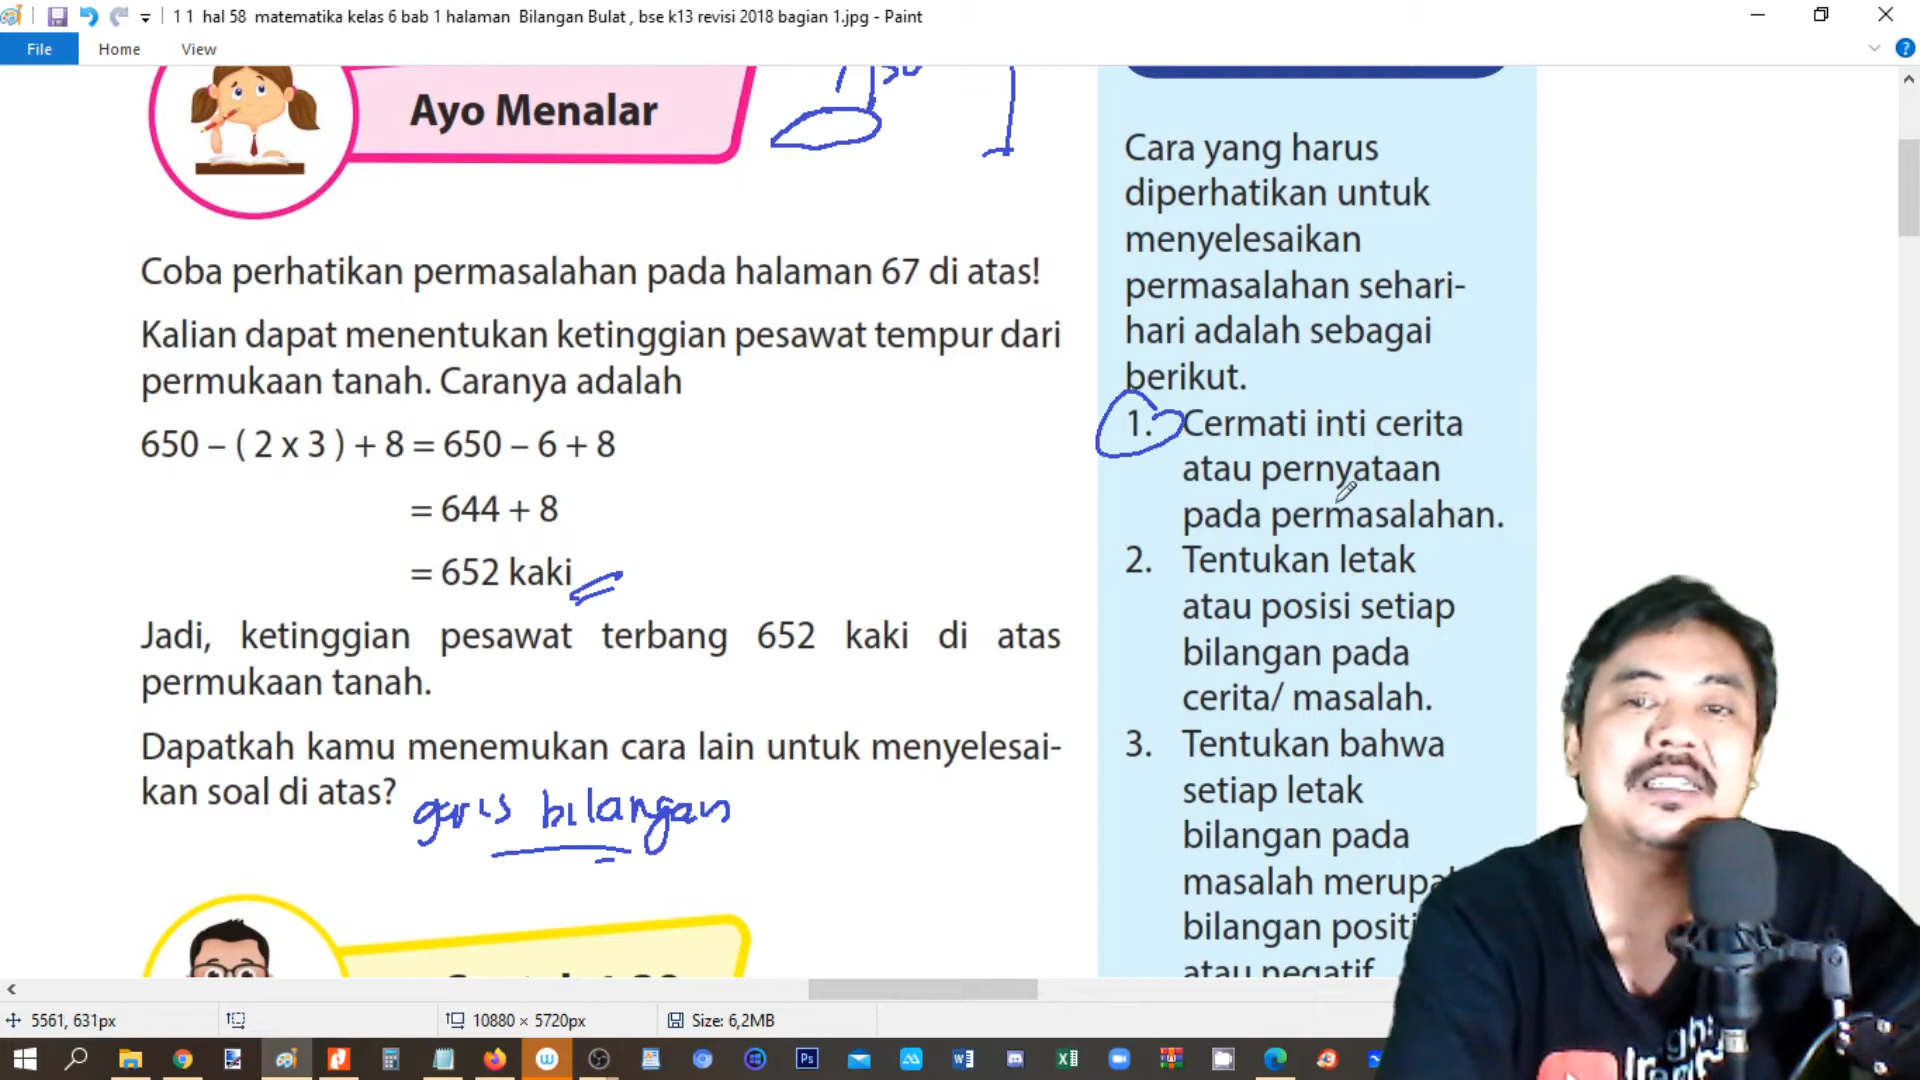 1 1 hal 58 matematika kelas 6 bab 1 halaman Bilangan Bulat , bse k13 revisi 2018 bagian 1.jpg - Paint
File Home View
Ayo Menalar
Coba perhatikan permasalahan pada halaman 67 di atas!
Kalian dapat menentukan ketinggian pesawat tempur dari
permukaan tanah. Caranya adalah
650 – ( 2 x 3 ) + 8 = 650 – 6 + 8
= 644 + 8
= 652 kaki
Jadi, ketinggian pesawat terbang 652 kaki di atas
permukaan tanah.
Dapatkah kamu menemukan cara lain untuk menyelesai-
kan soal di atas?
garis bilangan
Cara yang harus
diperhatikan untuk
menyelesaikan
permasalahan sehari-
hari adalah sebagai
berikut.
1. Cermati inti cerita
atau pernyataan
pada permasalahan.
2. Tentukan letak
atau posisi setiap
bilangan pada
cerita/ masalah.
3. Tentukan bahwa
setiap letak
bilangan pada
masalah
bilangan
atau negatif
5561, 631px
10880 × 5720px
Size: 6,2MB